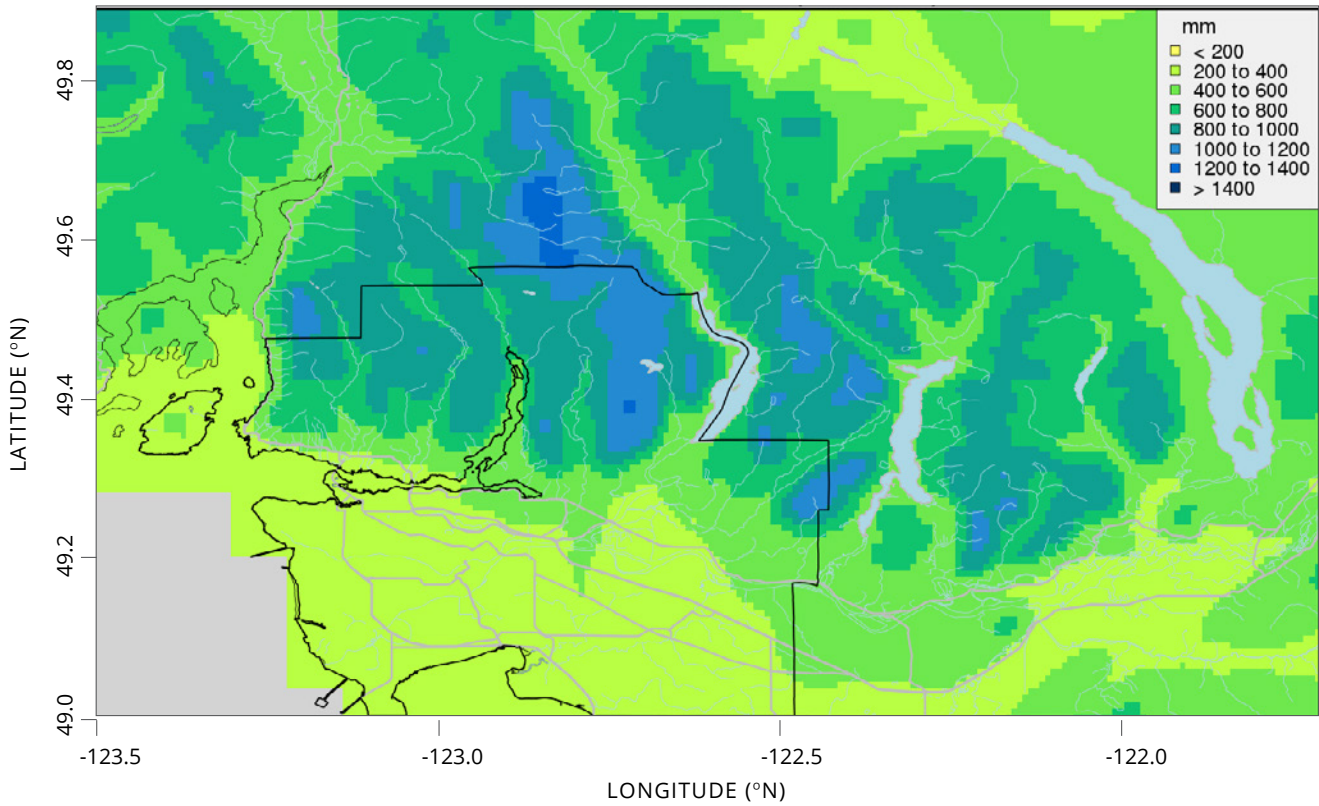 mm
< 200
200 to 400
400 to 600
600 to 800
800 to 1000
1000 to 1200
1200 to 1400
> 1400
LATITUDE (°N)
49.8
49.6
49.4
49.2
49.0
-123.5
-123.0
-122.5
-122.0
LONGITUDE (°N)